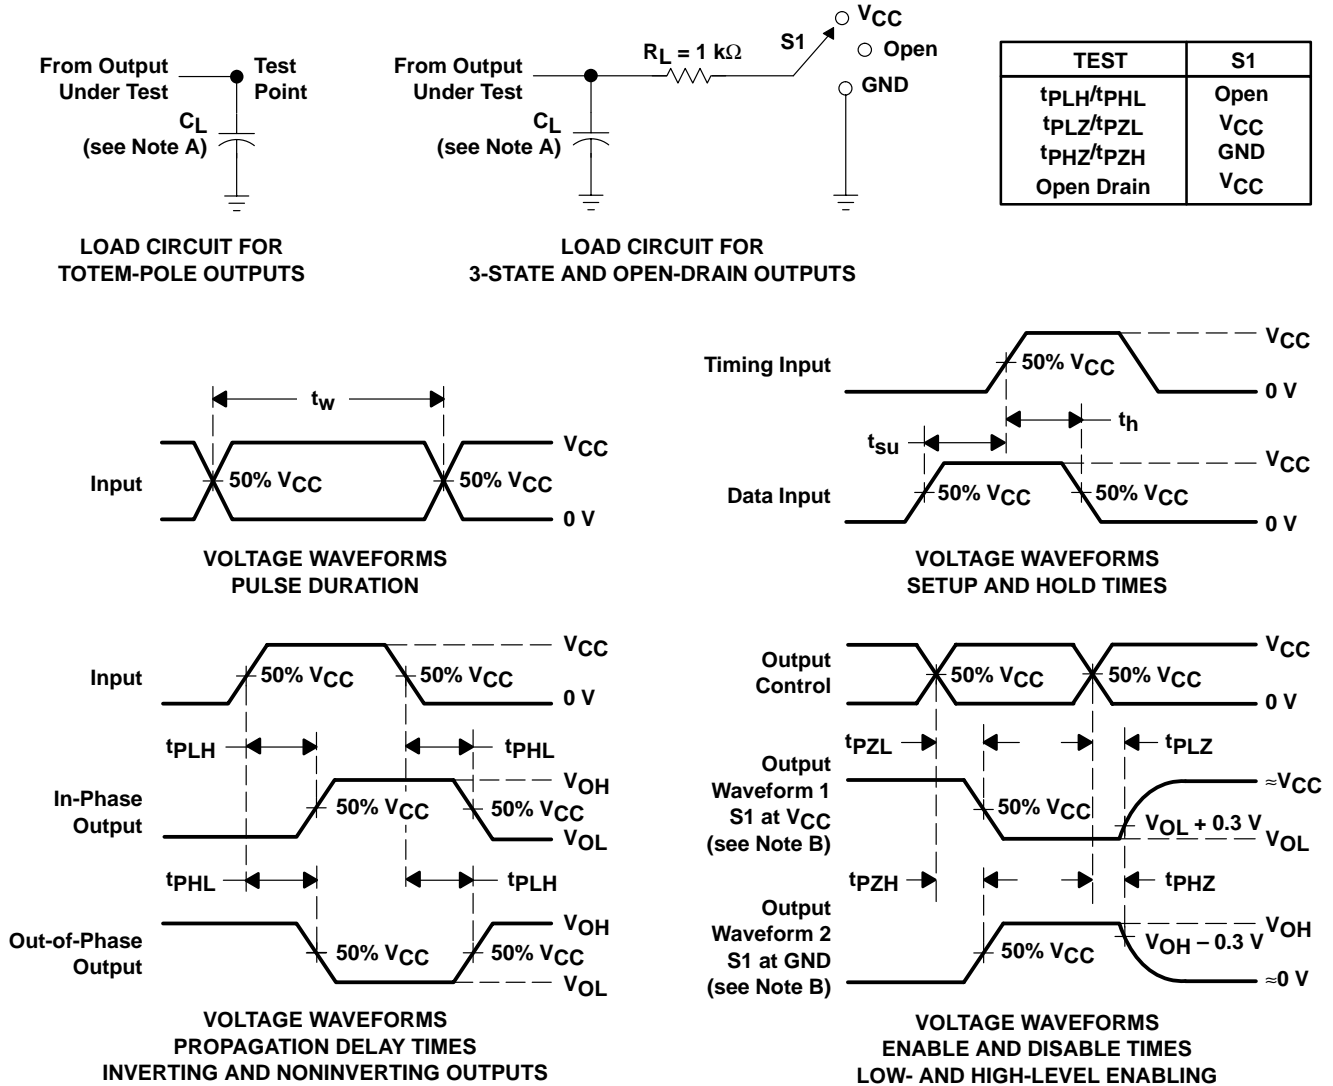 From Output
Under Test
Test
Point
CL
(see Note A)
LOAD CIRCUIT FOR
TOTEM-POLE OUTPUTS
From Output
Under Test
RL = 1 kΩ
S1
VCC
Open
GND
CL
(see Note A)
LOAD CIRCUIT FOR
3-STATE AND OPEN-DRAIN OUTPUTS
TEST S1
tPLH/tPHL Open
tPLZ/tPZL VCC
tPHZ/tPZH GND
Open Drain VCC
tw
Input
50% VCC
50% VCC
VCC
0 V
VOLTAGE WAVEFORMS
PULSE DURATION
Timing Input
50% VCC
VCC
0 V
th
tsu
Data Input
50% VCC
50% VCC
VCC
0 V
VOLTAGE WAVEFORMS
SETUP AND HOLD TIMES
Input
50% VCC
50% VCC
VCC
0 V
tPLH
tPHL
In-Phase
Output
50% VCC
50% VCC
VOH
VOL
tPHL
tPLH
Out-of-Phase
Output
50% VCC
50% VCC
VOH
VOL
VOLTAGE WAVEFORMS
PROPAGATION DELAY TIMES
INVERTING AND NONINVERTING OUTPUTS
Output
Control
50% VCC
50% VCC
VCC
0 V
tPZL
tPLZ
Output
Waveform 1
S1 at VCC
(see Note B)
50% VCC
≈VCC
VOL + 0.3 V
VOL
tPZH
tPHZ
Output
Waveform 2
S1 at GND
(see Note B)
50% VCC
VOH
VOH − 0.3 V
≈0 V
VOLTAGE WAVEFORMS
ENABLE AND DISABLE TIMES
LOW- AND HIGH-LEVEL ENABLING